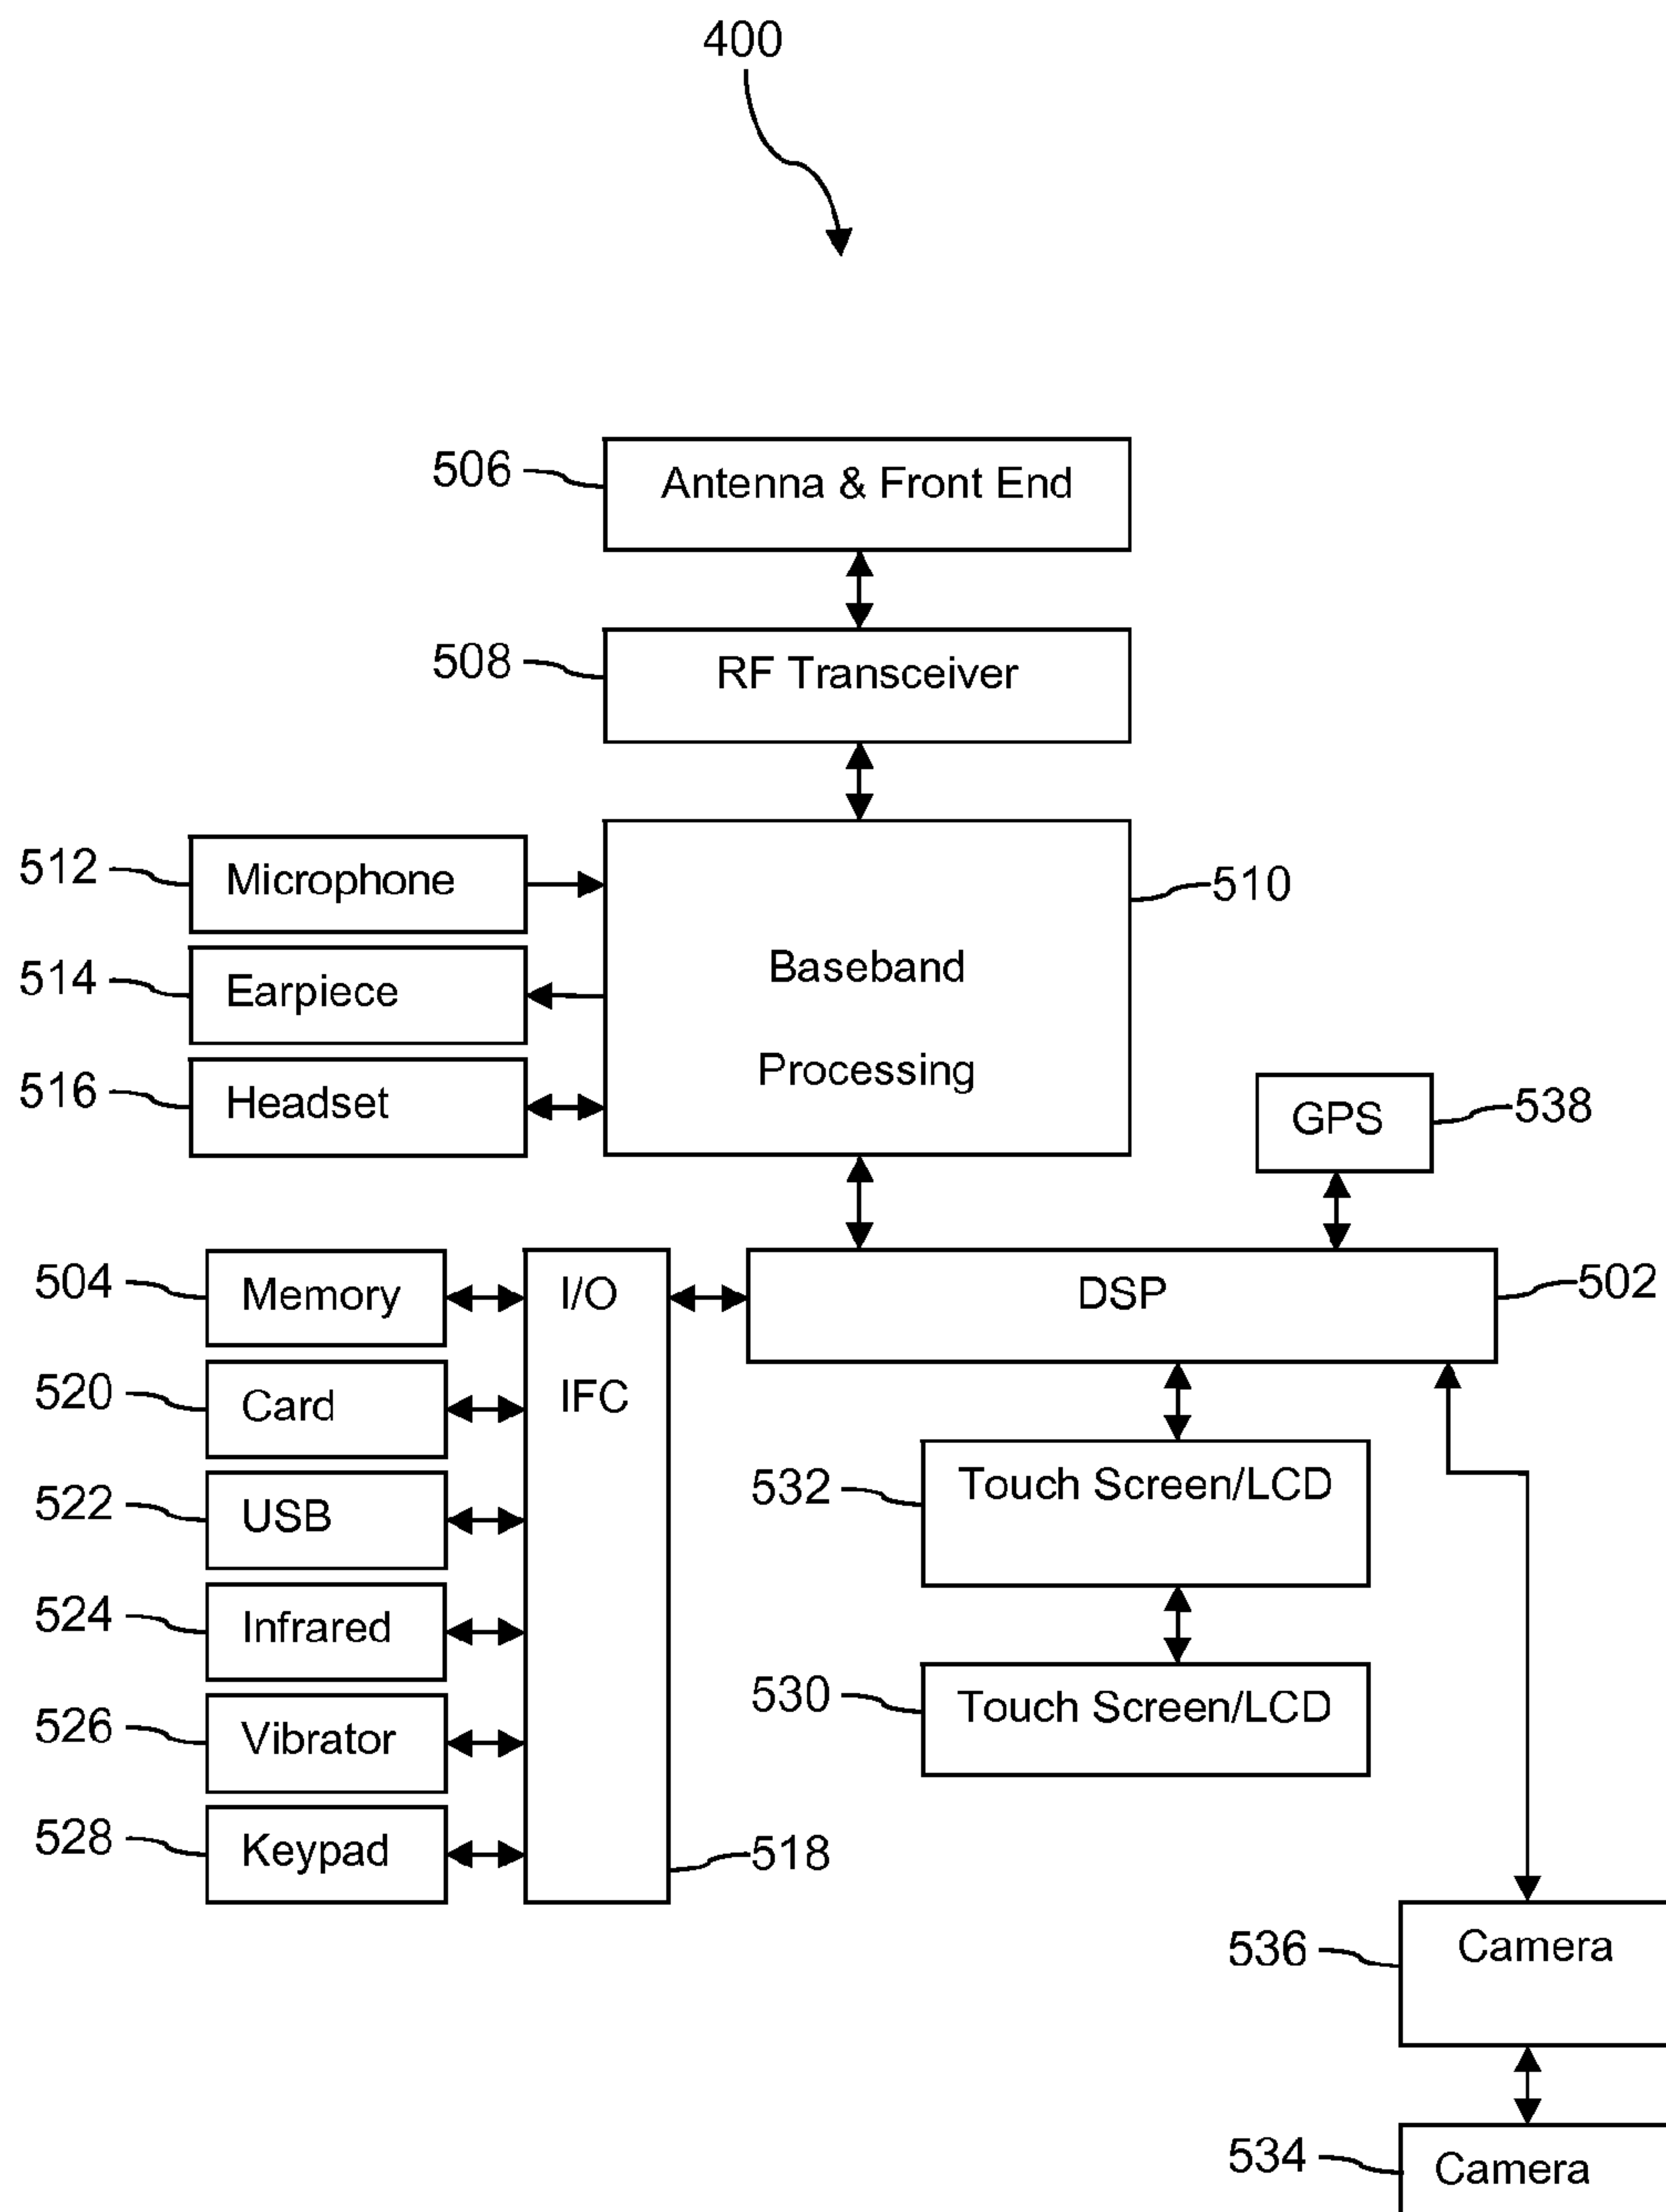 400
506
Antenna & Front End
508
RF Transceiver
512
Microphone
510
514
Earpiece
Baseband
Processing
516
Headset
GPS
538
504
Memory
I/O
IFC
DSP
502
520
Card
522
USB
532
Touch Screen/LCD
524
Infrared
530
Touch Screen/LCD
526
Vibrator
528
Keypad
518
536
Camera
534
Camera